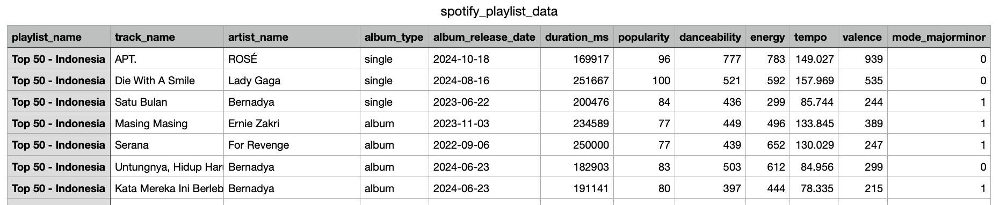 spotify_playlist_data
playlist_name track_name artist_name album_type album_release_date duration_ms popularity danceability energy tempo valence mode_majorminor
Top 50 - Indonesia APT. ROSÉ single 2024-10-18 169917 96 777 783 149.027 939 0
Top 50 - Indonesia Die With A Smile Lady Gaga single 2024-08-16 251667 100 521 592 157.969 535 0
Top 50 - Indonesia Satu Bulan Bernadya single 2023-06-22 200476 84 436 299 85.744 244 1
Top 50 - Indonesia Masing Masing Ernie Zakri album 2023-11-03 234589 77 449 496 133.845 389 1
Top 50 - Indonesia Serana For Revenge album 2022-09-06 250000 77 439 652 130.029 247 1
Top 50 - Indonesia Untungnya, Hidup Bernadya album 2024-06-23 182903 83 503 612 84.956 299 0
Top 50 - Indonesia Kata Mereka Ini Berleb Bernadya album 2024-06-23 191141 80 397 444 78.335 215 1